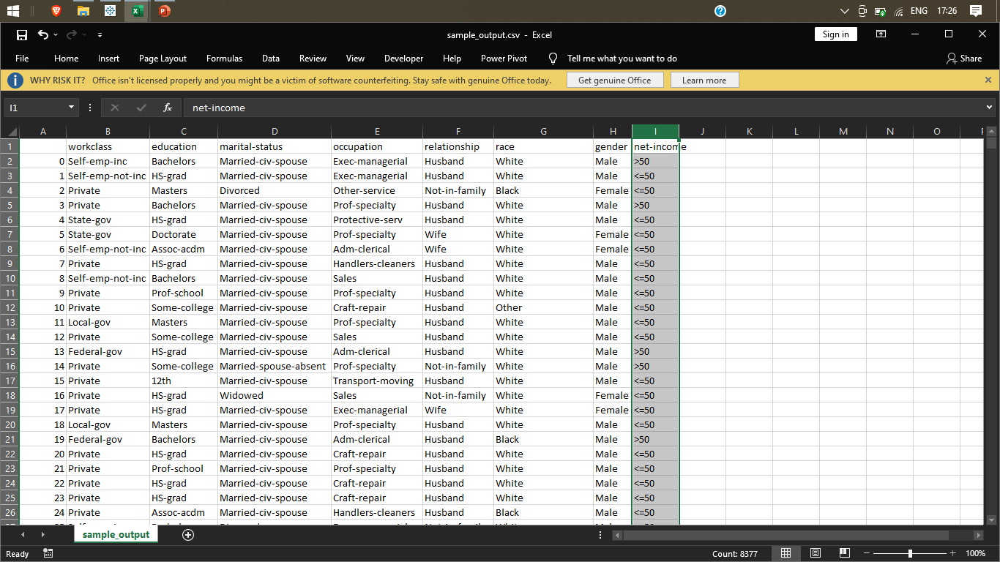 ENG 17:26
sample_output.csv - Excel
Sign in
File Home Insert Page Layout Formulas Data Review View Developer Help Power Pivot Tell me what you want to do Share
WHY RISK IT? Office isn't licensed properly and you might be a victim of software counterfeiting. Stay safe with genuine Office today. Get genuine Office Learn more
I1 fx net-income
A B C D E F G H I J K L M N O
1 workclass education marital-status occupation relationship race gender net-income
2 0 Self-emp-inc Bachelors Married-civ-spouse Exec-managerial Husband White Male >50
3 1 Self-emp-not-inc HS-grad Married-civ-spouse Exec-managerial Husband White Male <=50
4 2 Private Masters Divorced Other-service Not-in-family Black Female <=50
5 3 Private Bachelors Married-civ-spouse Prof-specialty Husband White Male >50
6 4 State-gov HS-grad Married-civ-spouse Protective-serv Husband White Male <=50
7 5 State-gov Doctorate Married-civ-spouse Prof-specialty Wife White Female <=50
8 6 Self-emp-not-inc Assoc-acdm Married-civ-spouse Adm-clerical Wife White Female <=50
9 7 Private HS-grad Married-civ-spouse Handlers-cleaners Husband White Male <=50
10 8 Self-emp-not-inc Bachelors Married-civ-spouse Sales Husband White Male <=50
11 9 Private Prof-school Married-civ-spouse Prof-specialty Husband White Male <=50
12 10 Private Some-college Married-civ-spouse Craft-repair Husband Other Male <=50
13 11 Local-gov Masters Married-civ-spouse Prof-specialty Husband White Male <=50
14 12 Private Some-college Married-civ-spouse Sales Husband White Male <=50
15 13 Federal-gov HS-grad Married-civ-spouse Adm-clerical Husband White Male >50
16 14 Private Some-college Married-spouse-absent Prof-specialty Not-in-family White Male >50
17 15 Private 12th Married-civ-spouse Transport-moving Husband White Male <=50
18 16 Private HS-grad Widowed Sales Not-in-family White Female <=50
19 17 Private HS-grad Married-civ-spouse Exec-managerial Wife White Female <=50
20 18 Local-gov Masters Married-civ-spouse Prof-specialty Husband White Male <=50
21 19 Federal-gov Bachelors Married-civ-spouse Adm-clerical Husband Black Male >50
22 20 Private HS-grad Married-civ-spouse Craft-repair Husband White Male <=50
23 21 Private Prof-school Married-civ-spouse Prof-specialty Husband White Male <=50
24 22 Private HS-grad Married-civ-spouse Craft-repair Husband White Male <=50
25 23 Private HS-grad Married-civ-spouse Craft-repair Husband White Male <=50
26 24 Private Assoc-acdm Married-civ-spouse Handlers-cleaners Husband Black Male <=50
sample_output
Ready Count: 8377 100%